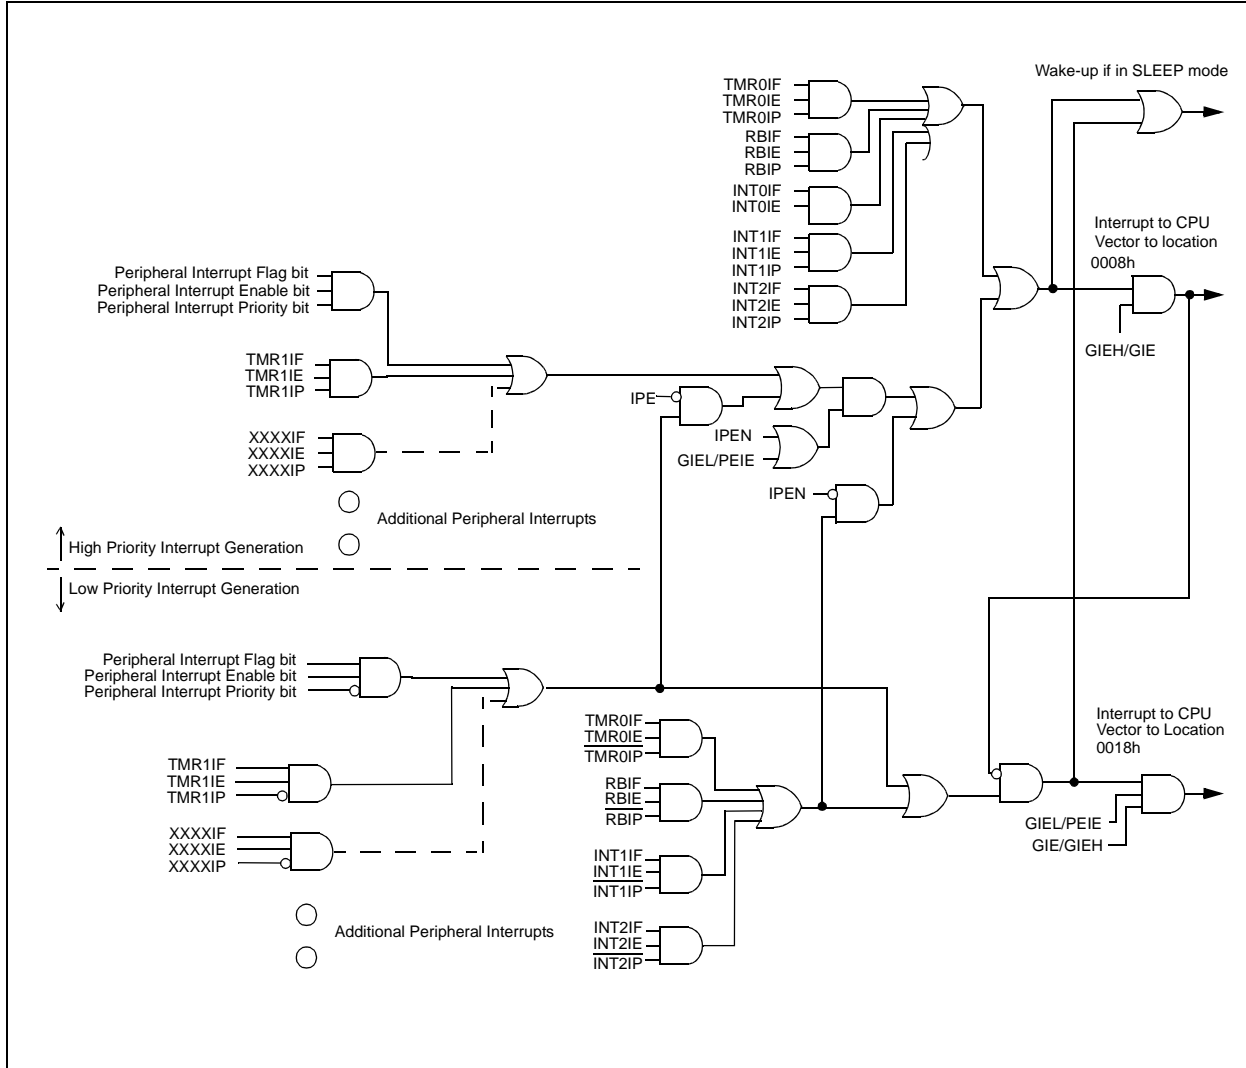 Wake-up if in SLEEP mode
TMR0IF
TMR0IE
TMR0IP
RBIF
RBIE
RBIP
INT0IF
INT0IE
INT1IF
INT1IE
INT1IP
INT2IF
INT2IE
INT2IP
Interrupt to CPU
Vector to location
0008h
GIEH/GIE
Peripheral Interrupt Flag bit
Peripheral Interrupt Enable bit
Peripheral Interrupt Priority bit
TMR1IF
TMR1IE
TMR1IP
XXXXIF
XXXXIE
XXXXIP
IPE
IPEN
GIEL/PEIE
IPEN
Additional Peripheral Interrupts
High Priority Interrupt Generation
Low Priority Interrupt Generation
Peripheral Interrupt Flag bit
Peripheral Interrupt Enable bit
Peripheral Interrupt Priority bit
TMR1IF
TMR1IE
TMR1IP
XXXXIF
XXXXIE
XXXXIP
Additional Peripheral Interrupts
TMR0IF
TMR0IE
TMR0IP
RBIF
RBIE
RBIP
INT1IF
INT1IE
INT1IP
INT2IF
INT2IE
INT2IP
Interrupt to CPU
Vector to Location
0018h
GIEL/PEIE
GIE/GIEH